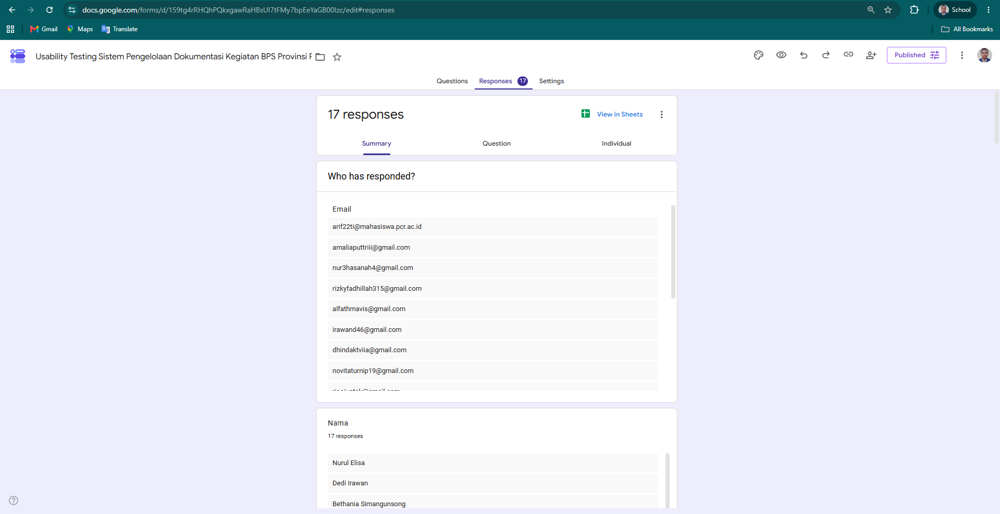 docs.google.com/forms/d/159tg4rRHQhPQkxgawRaHBsUI7tFMy7bpEeYaGB00Izc/edit#responses
School
Gmail
Maps
Translate
All Bookmarks
Usability Testing Sistem Pengelolaan Dokumentasi Kegiatan BPS Provinsi
Published
Questions
Responses 17
Settings
17 responses
View in Sheets
Summary
Question
Individual
Who has responded?
Email
arif22ti@mahasiswa.pcr.ac.id
amaliaputtriii@gmail.com
nur3hasanah4@gmail.com
rizkyfadhillah315@gmail.com
alfathmavis@gmail.com
irawand46@gmail.com
dhindaktviia@gmail.com
novitaturnip19@gmail.com
Nama
17 responses
Nurul Elisa
Dedi Irawan
Bethania Simangunsong